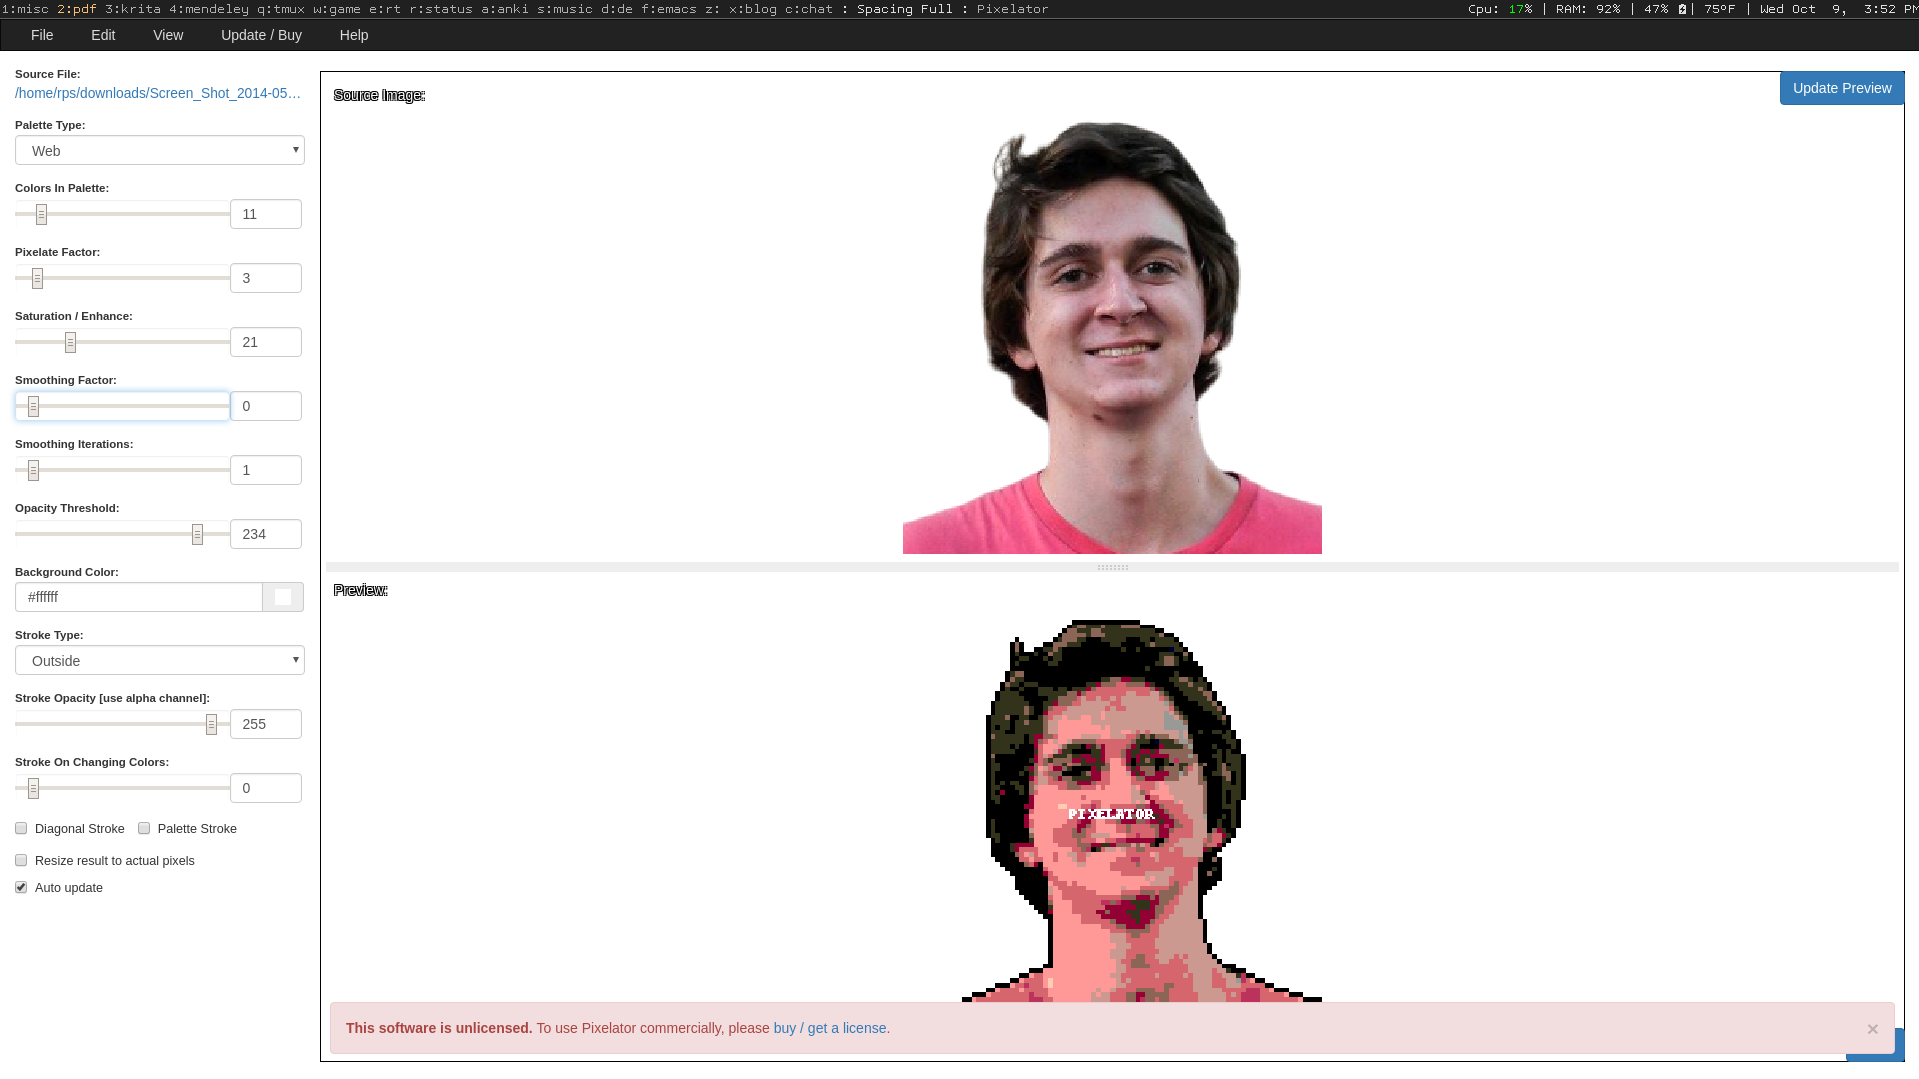 1:misc 2:pdf 3:krita 4:mendeley q:tmux w:game e:rt r:status a:anki s:music d:de f:emacs z: x:blog c:chat : Spacing Full : Pixelator
Cpu: 17% | RAM: 92% | 47% | 75°F | Wed Oct 9, 3:52 PM
File Edit View Update / Buy Help
Source File:
/home/rps/downloads/Screen_Shot_2014-05...
Palette Type:
Web
Colors In Palette:
11
Pixelate Factor:
3
Saturation / Enhance:
21
Smoothing Factor:
0
Smoothing Iterations:
1
Opacity Threshold:
234
Background Color:
#ffffff
Stroke Type:
Outside
Stroke Opacity [use alpha channel]:
255
Stroke On Changing Colors:
0
Diagonal Stroke Palette Stroke
Resize result to actual pixels
Auto update
Source Image:
Update Preview
Preview:
PIXELATOR
This software is unlicensed. To use Pixelator commercially, please buy / get a license.
×